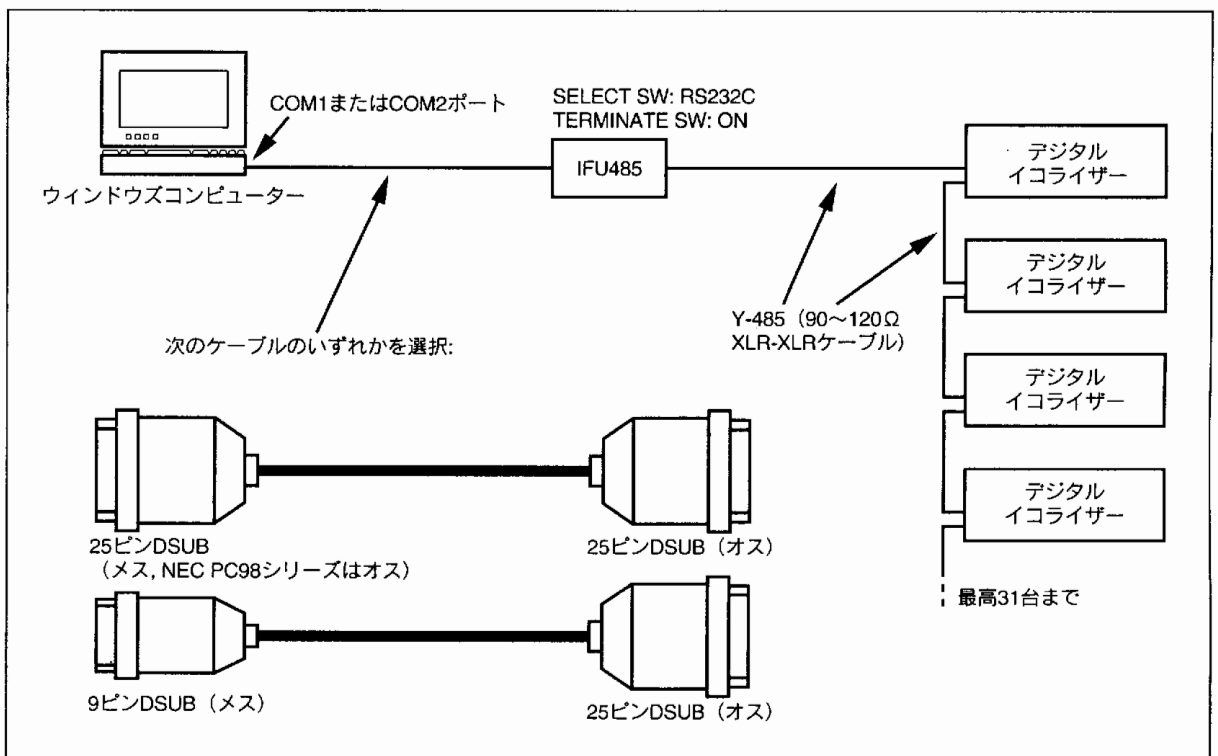 COM1またはCOM2ポート
ウィンドウズコンピューター
SELECT SW: RS232C
TERMINATE SW: ON
IFU485
デジタル
イコライザー
デジタル
イコライザー
デジタル
イコライザー
デジタル
イコライザー
最高31台まで
Y-485（90〜120Ω
XLR-XLRケーブル）
次のケーブルのいずれかを選択:
25ピンDSUB
（メス, NEC PC98シリーズはオス）
25ピンDSUB（オス）
9ピンDSUB（メス）
25ピンDSUB（オス）